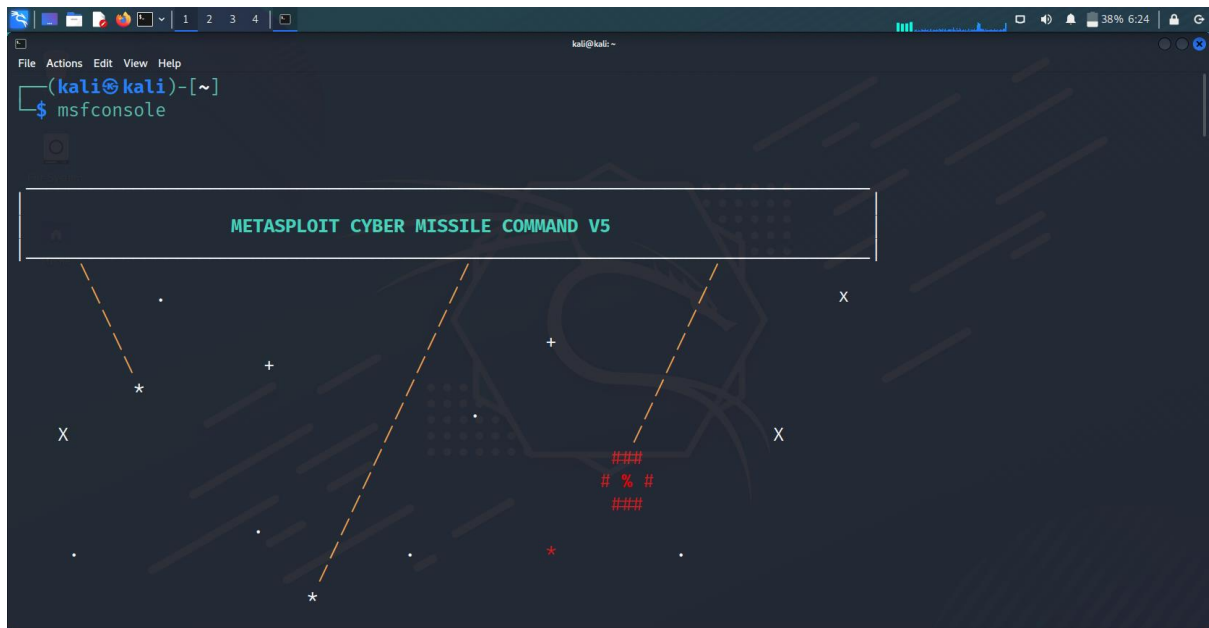 1 2 3 4
38% 6:24
kali@kali: ~
File Actions Edit View Help
┌──(kali㉿kali)-[~]
└─$ msfconsole
METASPLOIT CYBER MISSILE COMMAND V5
\ / /
\ . / / X
\ / /
\ / + /
\ + / /
* / /
/ . /
X / / X
/ ###
/ # % #
/ ###
/
. /
. / . * .
/
*